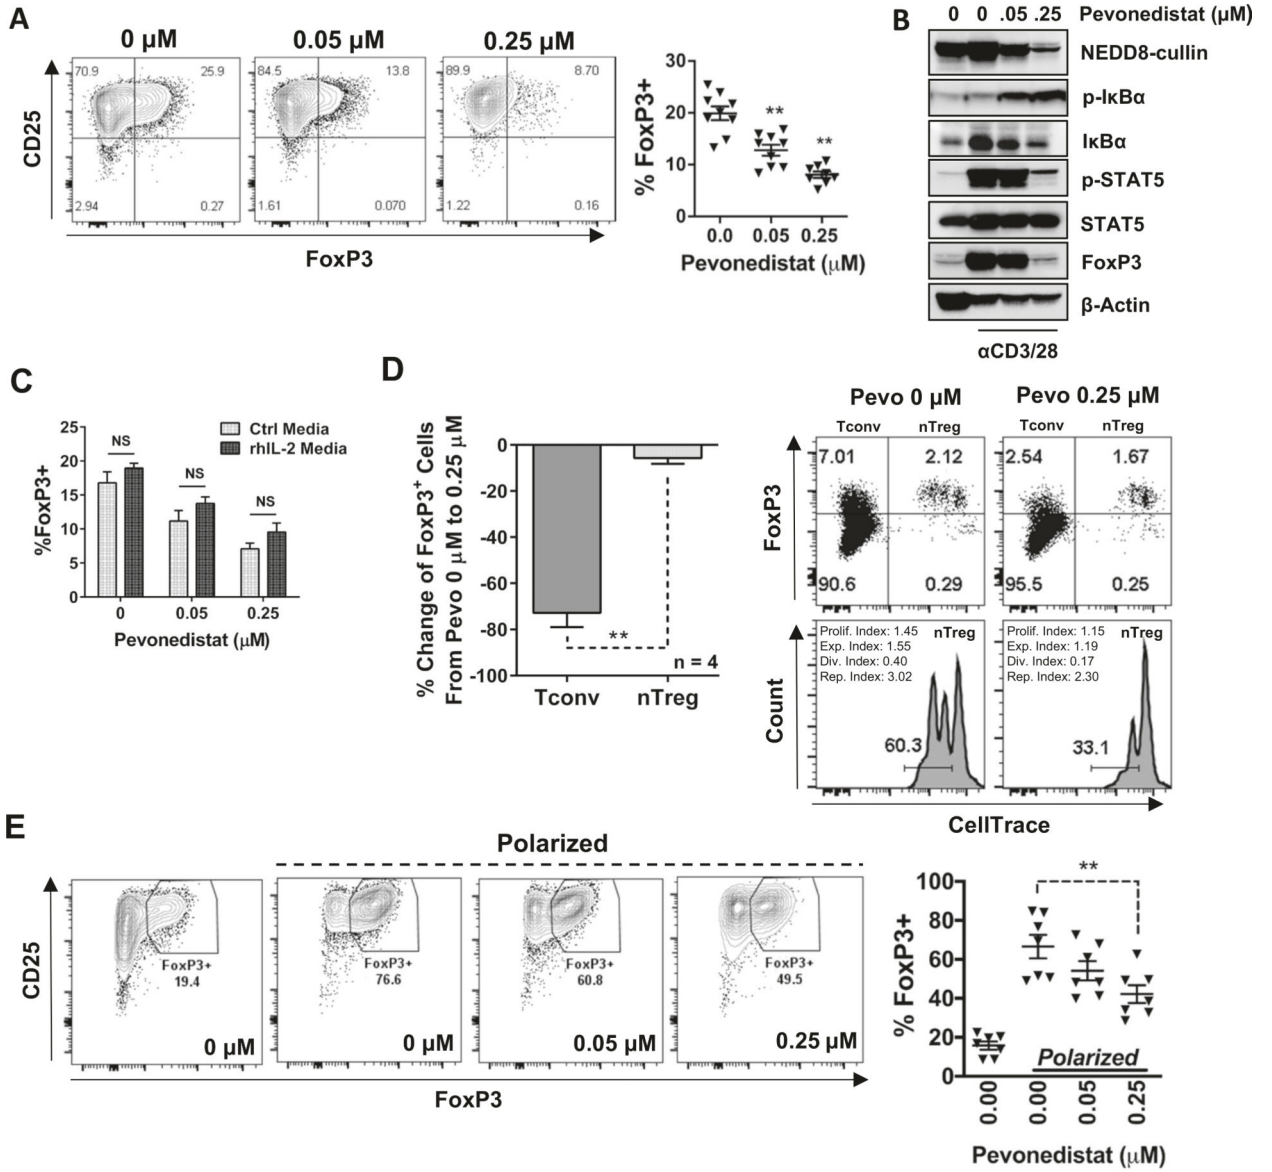 A
0 µM
0.05 µM
0.25 µM
70.9
25.9
2.94
0.27
84.5
13.8
1.61
0.070
89.9
8.70
1.22
0.16
CD25
FoxP3
% FoxP3+
30
20
10
0
**
**
0.0
0.05
0.25
Pevonedistat (µM)
B
0 0 .05 .25 Pevonedistat (µM)
NEDD8-cullin
p-IκBα
IκBα
p-STAT5
STAT5
FoxP3
β-Actin
αCD3/28
C
%FoxP3+
25
20
15
10
5
0
NS
NS
NS
Ctrl Media
rhIL-2 Media
0
0.05
0.25
Pevonedistat (µM)
D
% Change of FoxP3+ Cells
From Pevo 0 µM to 0.25 µM
0
-20
-40
-60
-80
-100
**
n = 4
Tconv
nTreg
Pevo 0 µM
Pevo 0.25 µM
Tconv
nTreg
Tconv
nTreg
7.01
2.12
90.6
0.29
2.54
1.67
95.5
0.25
FoxP3
Prolif. Index: 1.45
Exp. Index: 1.55
Div. Index: 0.40
Rep. Index: 3.02
nTreg
60.3
Prolif. Index: 1.15
Exp. Index: 1.19
Div. Index: 0.17
Rep. Index: 2.30
nTreg
33.1
Count
CellTrace
E
Polarized
FoxP3+
19.4
0 µM
FoxP3+
76.6
0 µM
FoxP3+
60.8
0.05 µM
FoxP3+
49.5
0.25 µM
CD25
FoxP3
% FoxP3+
100
80
60
40
20
0
**
Polarized
0.00
0.00
0.05
0.25
Pevonedistat (µM)